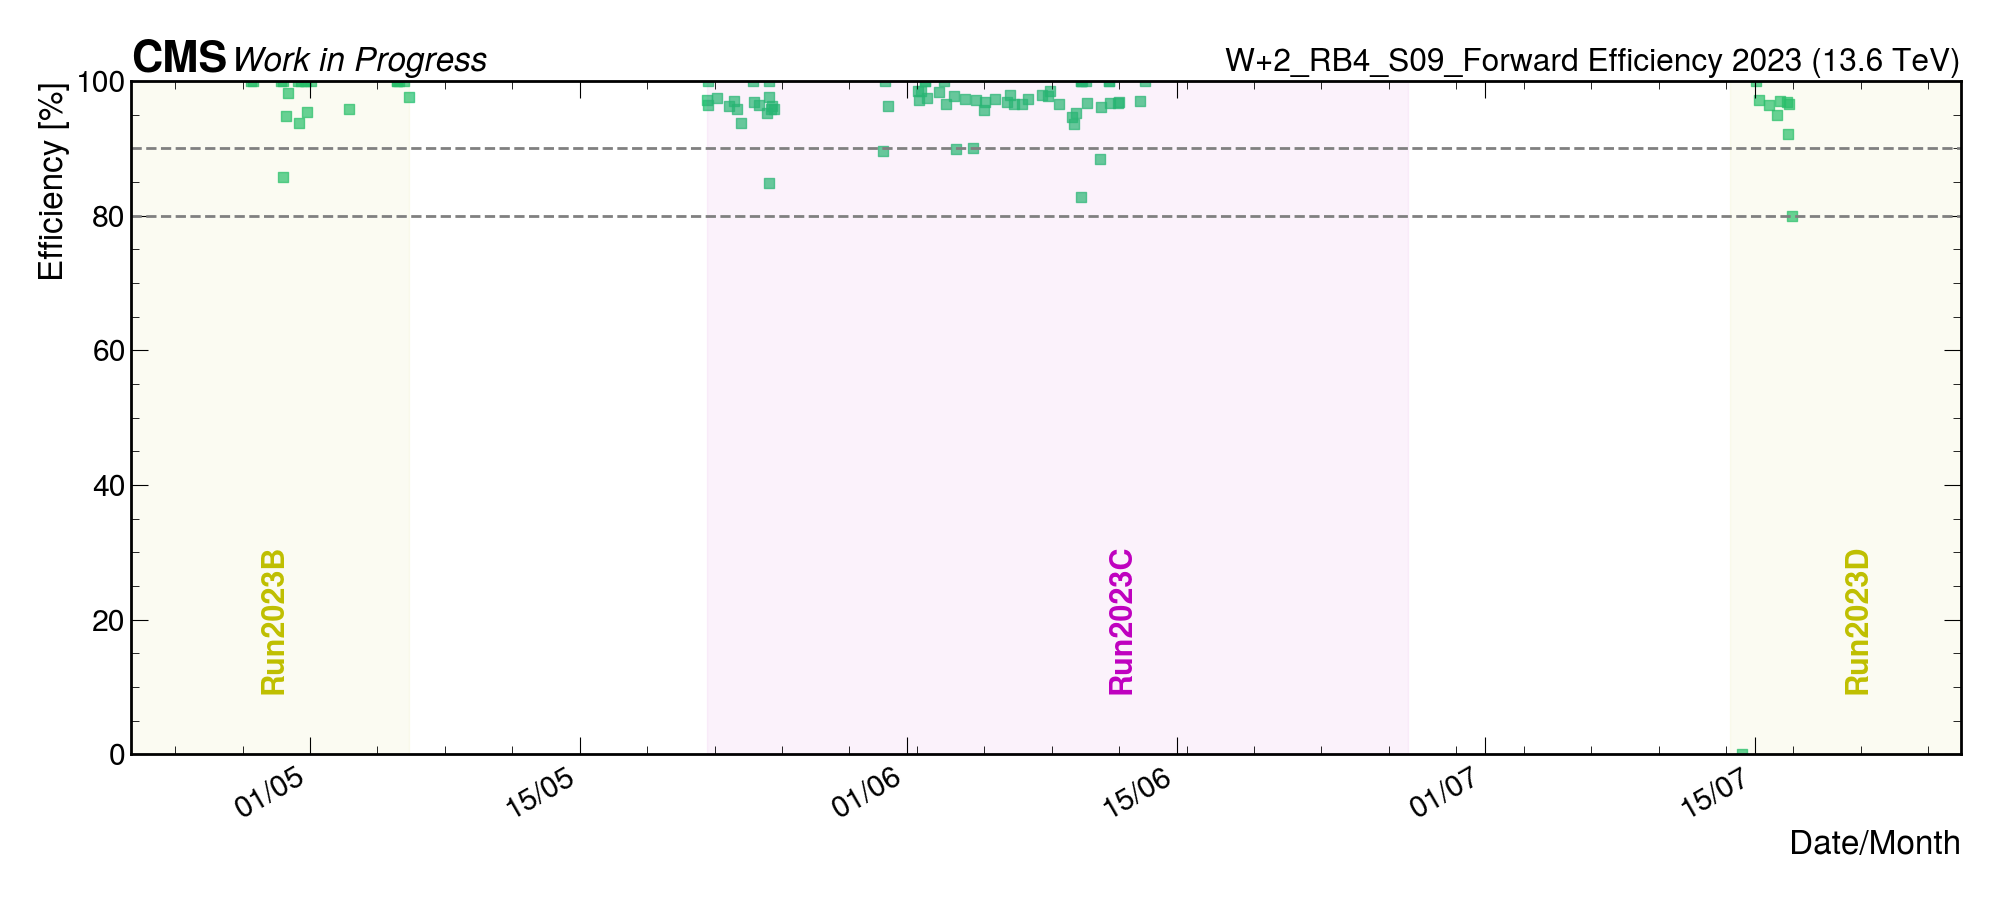 CMS Work in Progress
W+2_RB4_S09_Forward Efficiency 2023 (13.6 TeV)
Efficiency [%]
100
80
60
40
20
0
Run2023B
Run2023C
Run2023D
01/05
15/05
01/06
15/06
01/07
15/07
Date/Month